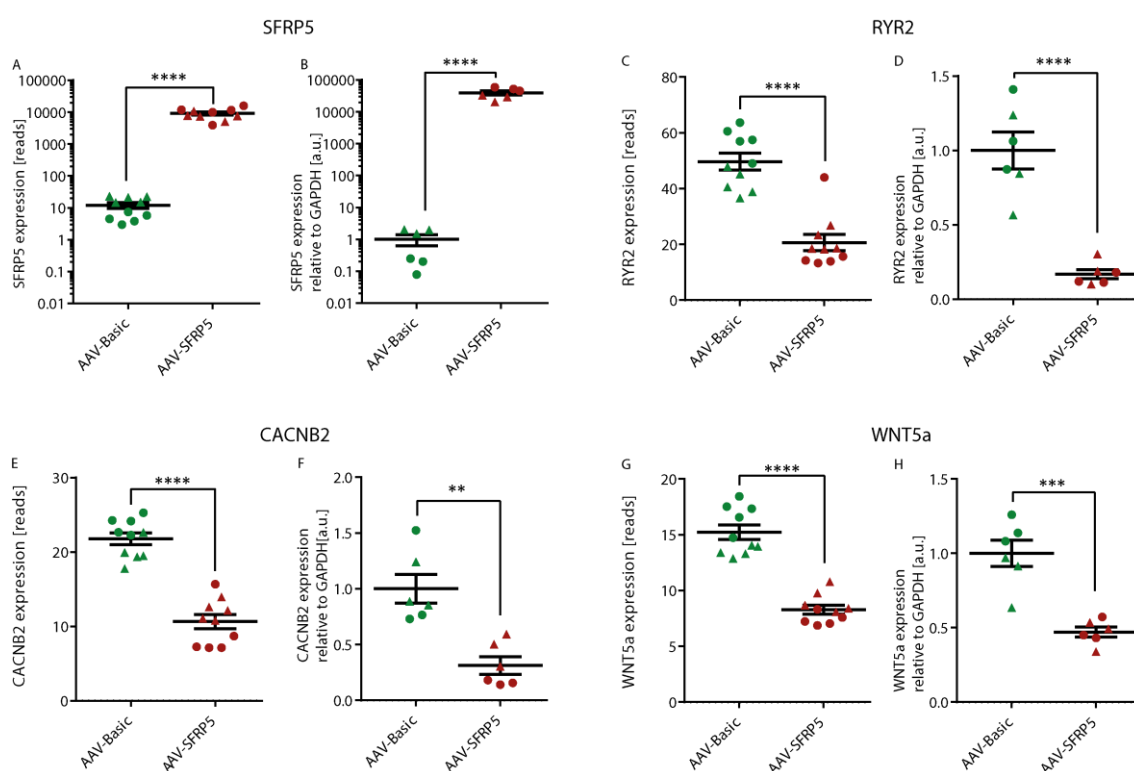 SFRP5
RYR2
A
SFRP5 expression [reads]
100000
10000
1000
100
10
1
0.1
0.01
****
AAV-Basic
AAV-SFRP5
B
SFRP5 expression
relative to GAPDH [a.u.]
100000
10000
1000
100
10
1
0.1
0.01
****
AAV-Basic
AAV-SFRP5
C
RYR2 expression [reads]
80
60
40
20
0
****
AAV-Basic
AAV-SFRP5
D
RYR2 expression
relative to GAPDH [a.u.]
1.5
1.0
0.5
0.0
****
AAV-Basic
AAV-SFRP5
CACNB2
WNT5a
E
CACNB2 expression [reads]
30
20
10
0
****
AAV-Basic
AAV-SFRP5
F
CACNB2 expression
relative to GAPDH[a.u.]
2.0
1.5
1.0
0.5
0.0
**
AAV-Basic
AAV-SFRP5
G
WNT5a expression [reads]
20
15
10
5
0
****
AAV-Basic
AAV-SFRP5
H
WNT5a expression
relative to GAPDH [a.u.]
1.5
1.0
0.5
0.0
***
AAV-Basic
AAV-SFRP5